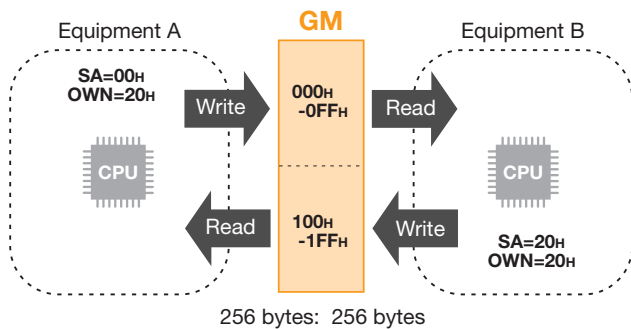 GM
Equipment A
Equipment B
SA=00H
OWN=20H
Write
000H
-0FFH
Read
CPU
CPU
Read
100H
-1FFH
Write
SA=20H
OWN=20H
256 bytes: 256 bytes